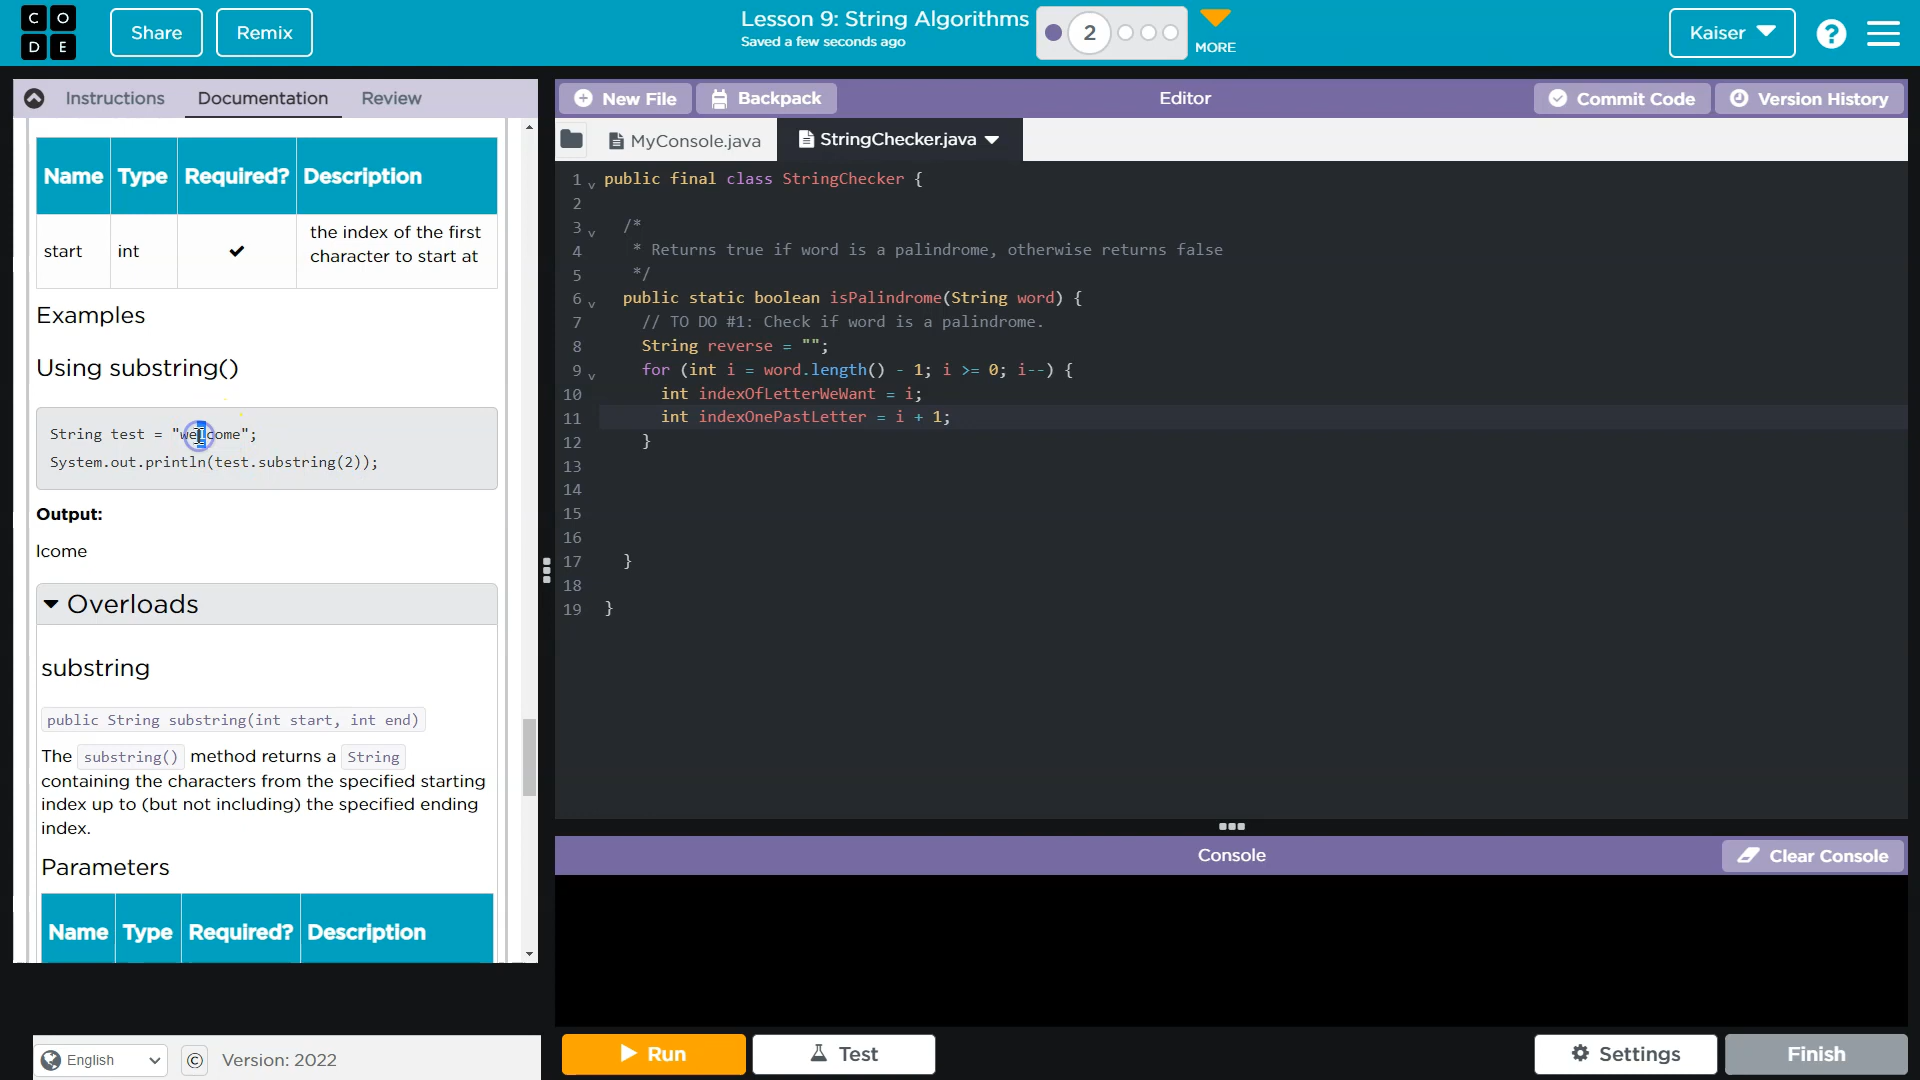 C O D E
Share
Remix
Lesson 9: String Algorithms
Saved a few seconds ago
2
MORE
Kaiser
?
Instructions
Documentation
Review
Name Type Required? Description
start int the index of the first
character to start at
Examples
Using substring()
String test = "welcome";
System.out.println(test.substring(2));
Output:
lcome
Overloads
substring
public String substring(int start, int end)
The substring() method returns a String
containing the characters from the specified starting
index up to (but not including) the specified ending
index.
Parameters
Name Type Required? Description
English
©
Version: 2022
New File
Backpack
Editor
Commit Code
Version History
MyConsole.java
StringChecker.java
1 public final class StringChecker {
2
3 /*
4 * Returns true if word is a palindrome, otherwise returns false
5 */
6 public static boolean isPalindrome(String word) {
7 // TO DO #1: Check if word is a palindrome.
8 String reverse = "";
9 for (int i = word.length() - 1; i >= 0; i--) {
10 int indexOfLetterWeWant = i;
11 int indexOnePastLetter = i + 1;
12 }
13
14
15
16
17 }
18
19 }
Console
Clear Console
Run
Test
Settings
Finish